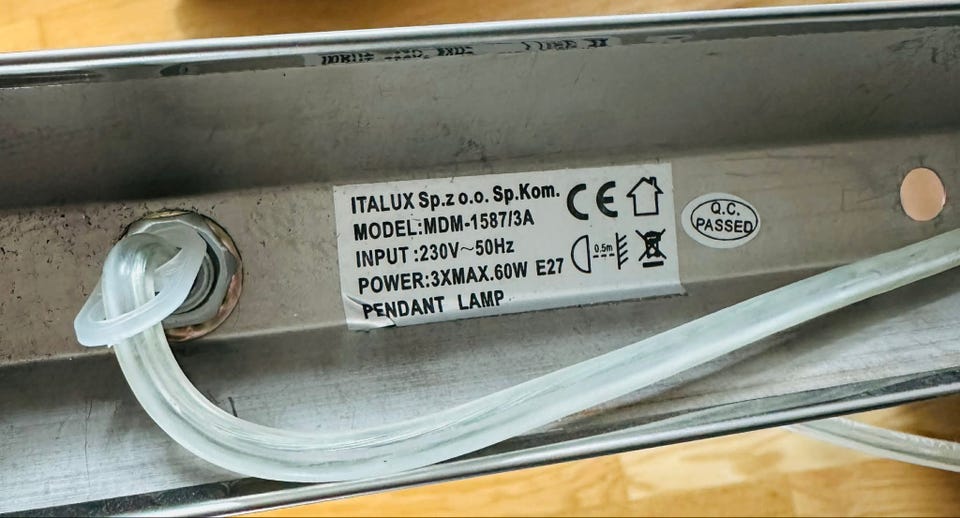 ITALUX Sp.z o.o. Sp.Kom.
MODEL:MDM-1587/3A
INPUT :230V~50Hz
POWER:3XMAX.60W E27
PENDANT LAMP
CE
0.5m
Q.C.
PASSED